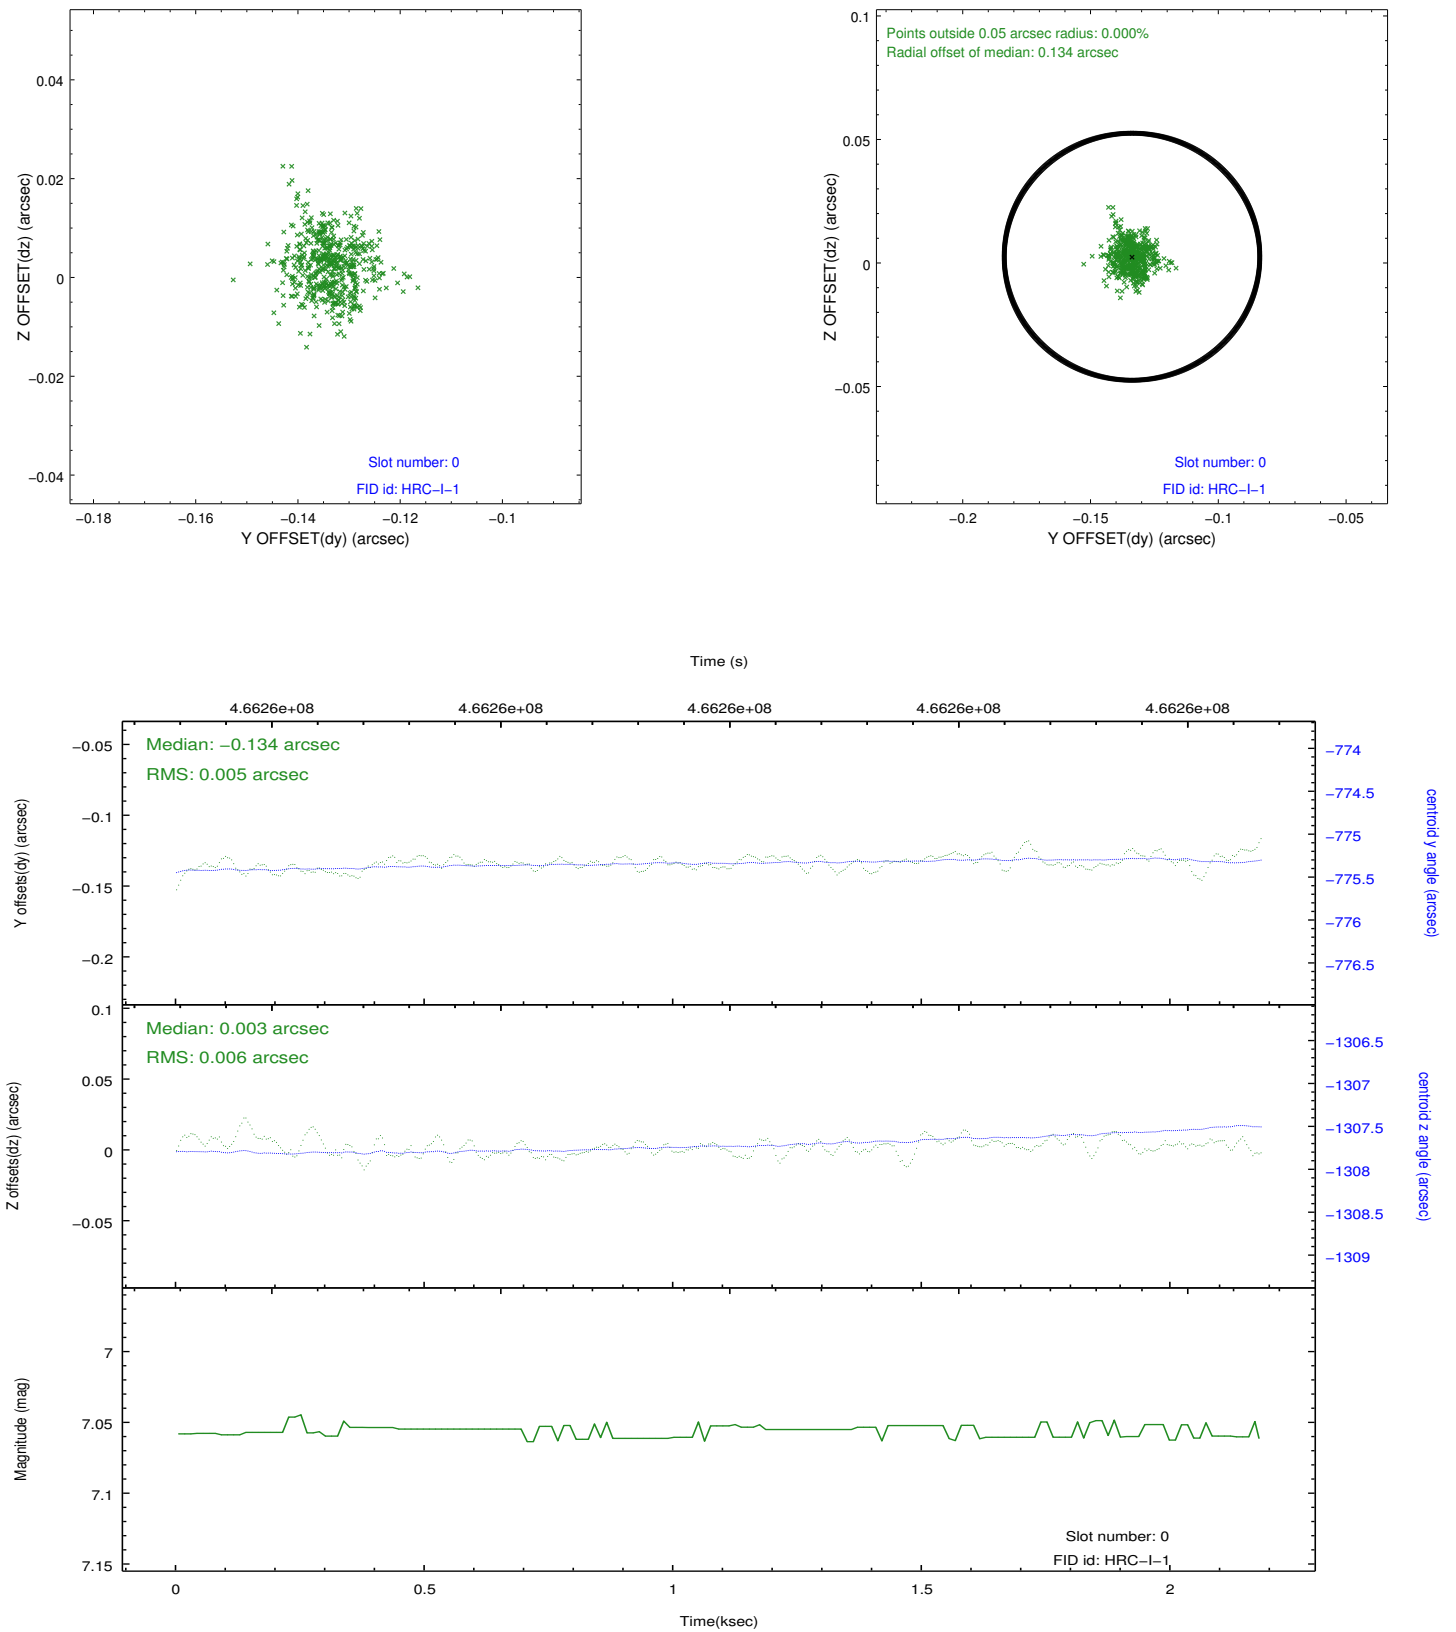 0.04
0.02
0
−0.02
−0.04
Z OFFSET(dz) (arcsec)
Slot number: 0
FID id: HRC−I−1
−0.18
−0.16
−0.14
−0.12
−0.1
Y OFFSET(dy) (arcsec)
0.1
0.05
0
−0.05
Z OFFSET(dz) (arcsec)
Points outside 0.05 arcsec radius: 0.000%
Radial offset of median: 0.134 arcsec
Slot number: 0
FID id: HRC−I−1
−0.2
−0.15
−0.1
−0.05
Y OFFSET(dy) (arcsec)
Time (s)
4.6626e+08
4.6626e+08
4.6626e+08
4.6626e+08
4.6626e+08
Median: −0.134 arcsec
RMS: 0.005 arcsec
−0.05
−0.1
−0.15
−0.2
Y offsets(dy) (arcsec)
−774
−774.5
−775
−775.5
−776
−776.5
centroid y angle (arcsec)
Median: 0.003 arcsec
RMS: 0.006 arcsec
0.1
0.05
0
−0.05
Z offsets(dz) (arcsec)
−1306.5
−1307
−1307.5
−1308
−1308.5
−1309
centroid z angle (arcsec)
7
7.05
7.1
7.15
Magnitude (mag)
Slot number: 0
FID id: HRC−I−1
0
0.5
1
1.5
2
Time(ksec)